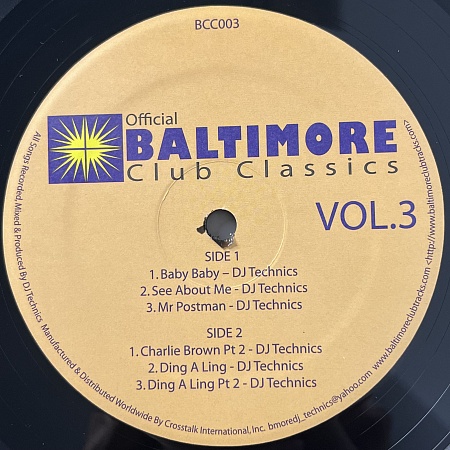 BCC003
Official
BALTIMORE
Club Classics
VOL.3
SIDE 1
1. Baby Baby – DJ Technics
2. See About Me - DJ Technics
3. Mr Postman - DJ Technics
SIDE 2
1. Charlie Brown Pt 2 - DJ Technics
2. Ding A Ling - DJ Technics
3. Ding A Ling Pt 2 - DJ Technics
All Songs Recorded, Mixed & Produced By DJ Technics Manufactured & Distributed Worldwide By Crosstalk International, Inc. bmoredj_technics@yahoo.com www.baltimoreclubtracks.com <http://www.baltimoreclubtracks.com>